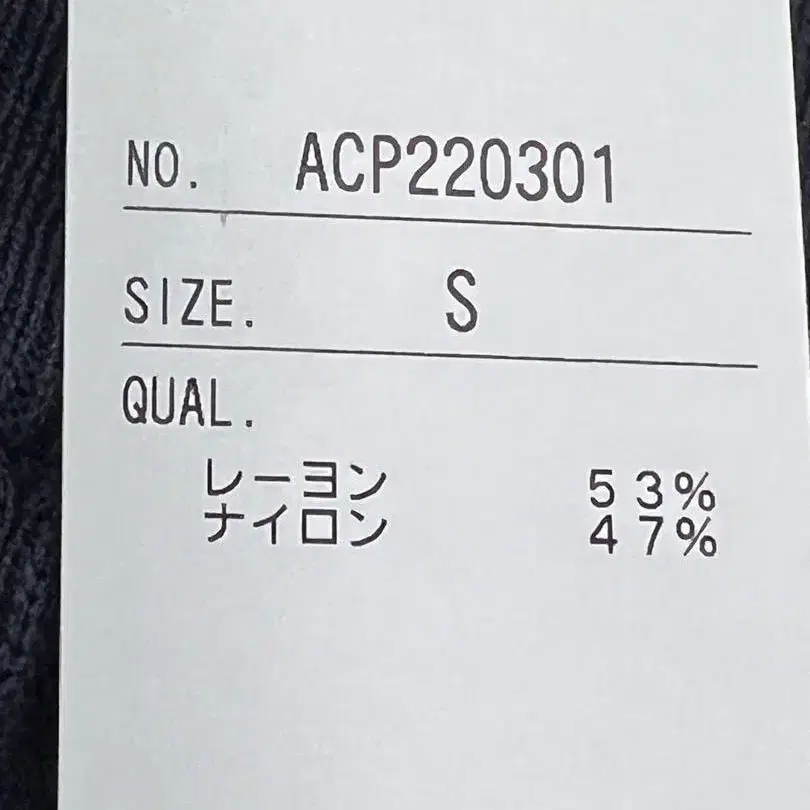 NO. ACP220301
SIZE. S
QUAL.
レーヨン 53%
ナイロン 47%